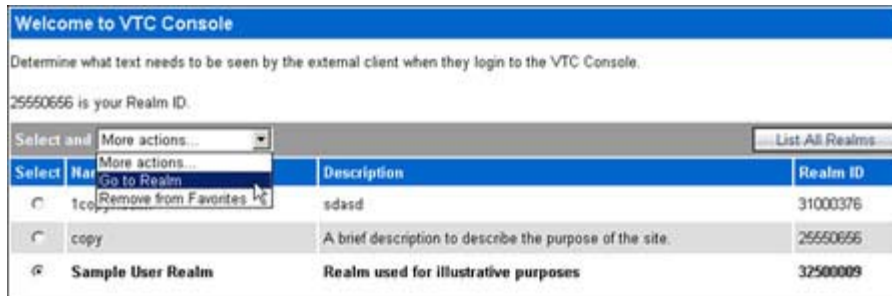 Welcome to VTC Console
Determine what text needs to be seen by the external client when they login to the VTC Console.
25550656 is your Realm ID.
Select and More actions... List All Realms
More actions...
Go to Realm
Remove from Favorites
Select Description Realm ID
sdasd 31000376
copy A brief description to describe the purpose of the site. 25550656
Sample User Realm Realm used for illustrative purposes 32500009